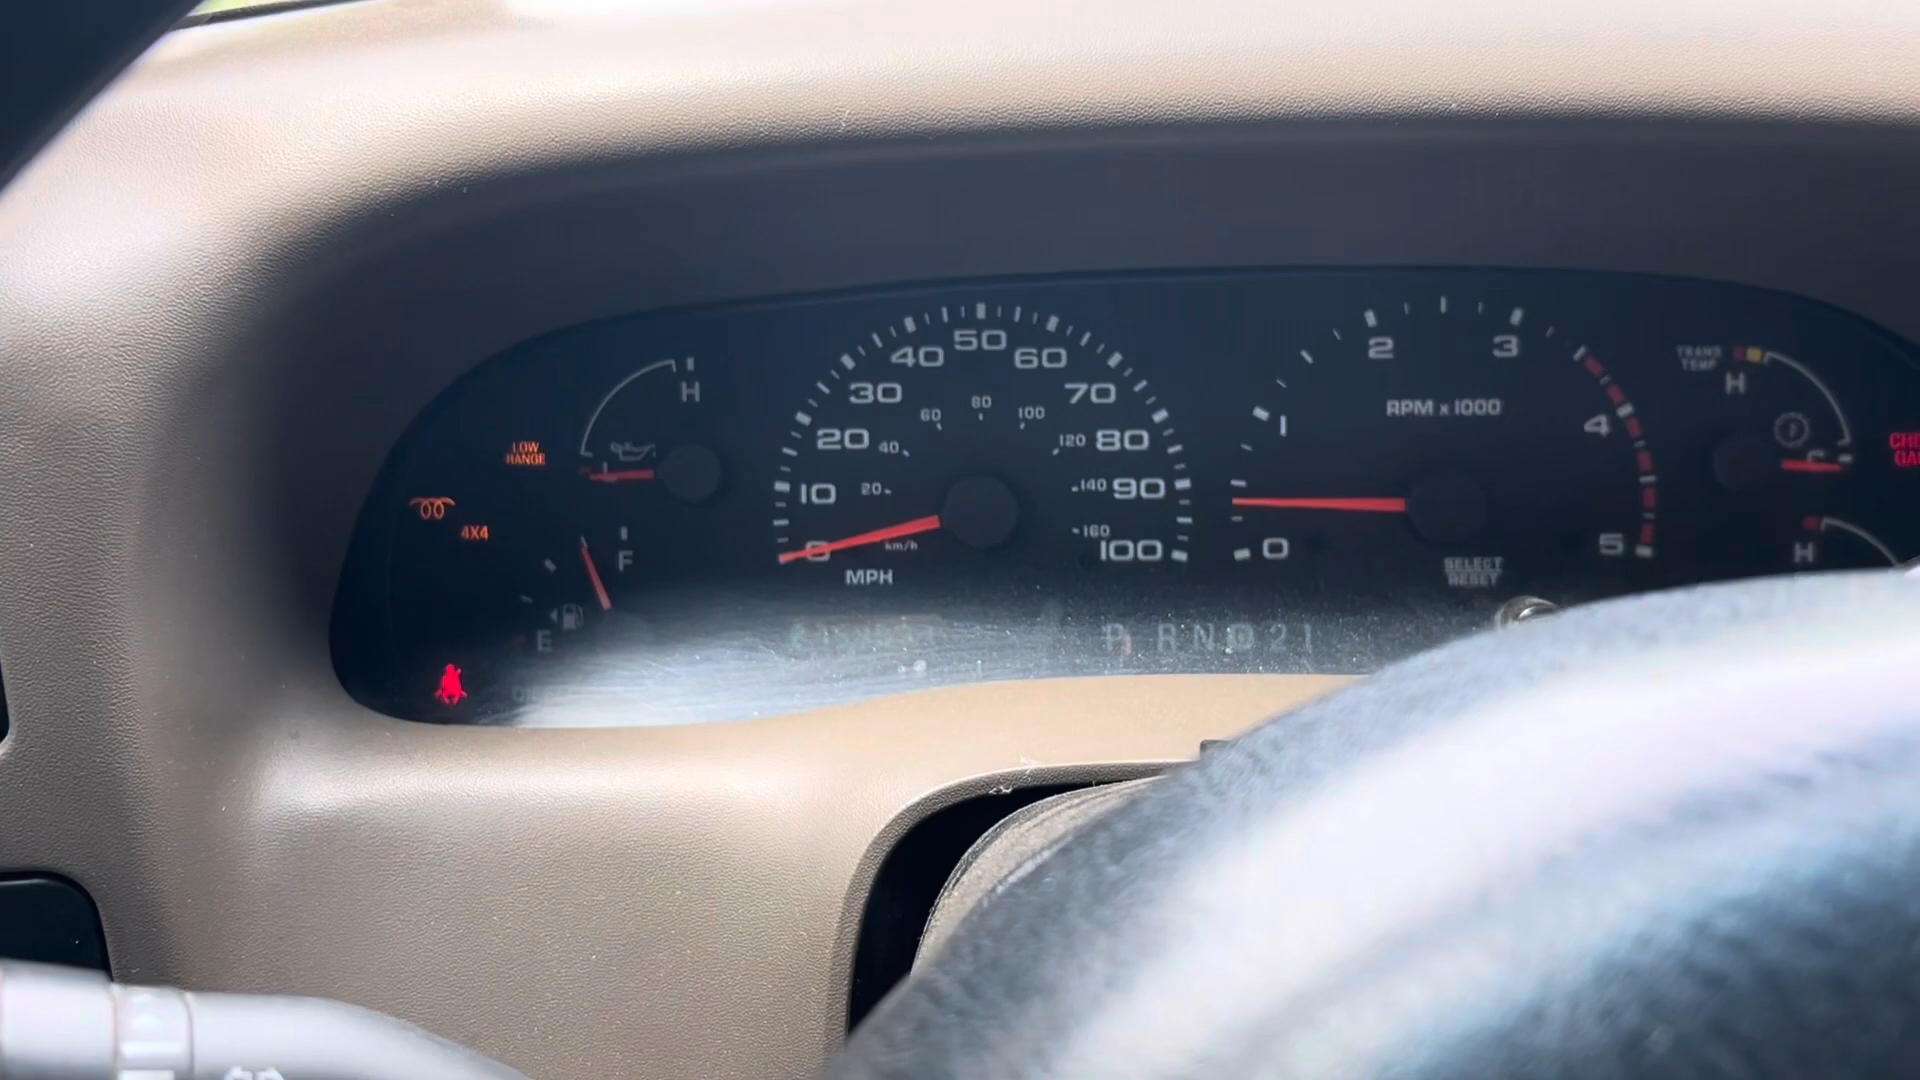 LOW
RANGE
4X4
H
L
F
E
0
10
20
30
40
50
60
70
80
90
100
20
40
60
80
100
120
140
160
km/h
MPH
0
1
2
3
4
5
RPM x 1000
SELECT
RESET
P R N D 2 1
TRANS
TEMP
H
C
H